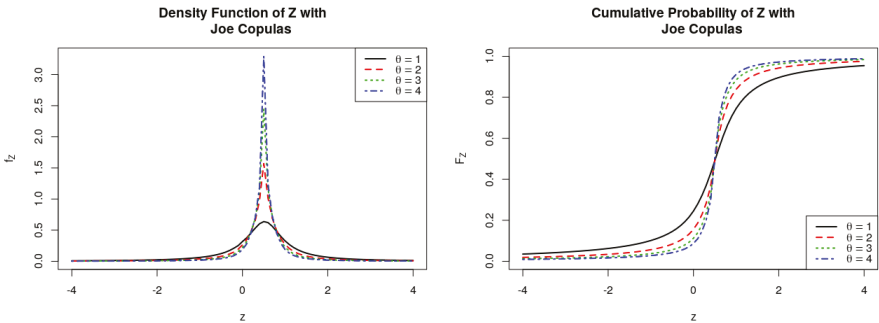 Density Function of Z with
Joe Copulas
θ = 1
θ = 2
θ = 3
θ = 4
0.0
0.5
1.0
1.5
2.0
2.5
3.0
fZ
-4
-2
0
2
4
z
Cumulative Probability of Z with
Joe Copulas
θ = 1
θ = 2
θ = 3
θ = 4
0.0
0.2
0.4
0.6
0.8
1.0
FZ
-4
-2
0
2
4
z